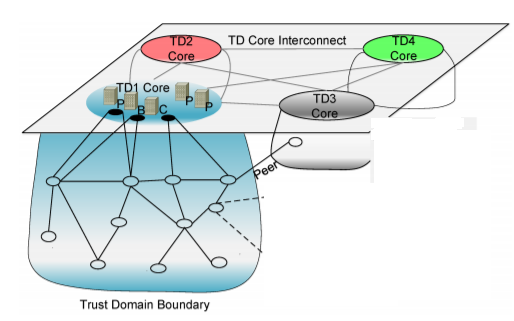 TD2
Core
TD Core Interconnect
TD4
Core
TD1 Core
P
B
C
P
P
TD3
Core
Peer
Trust Domain Boundary